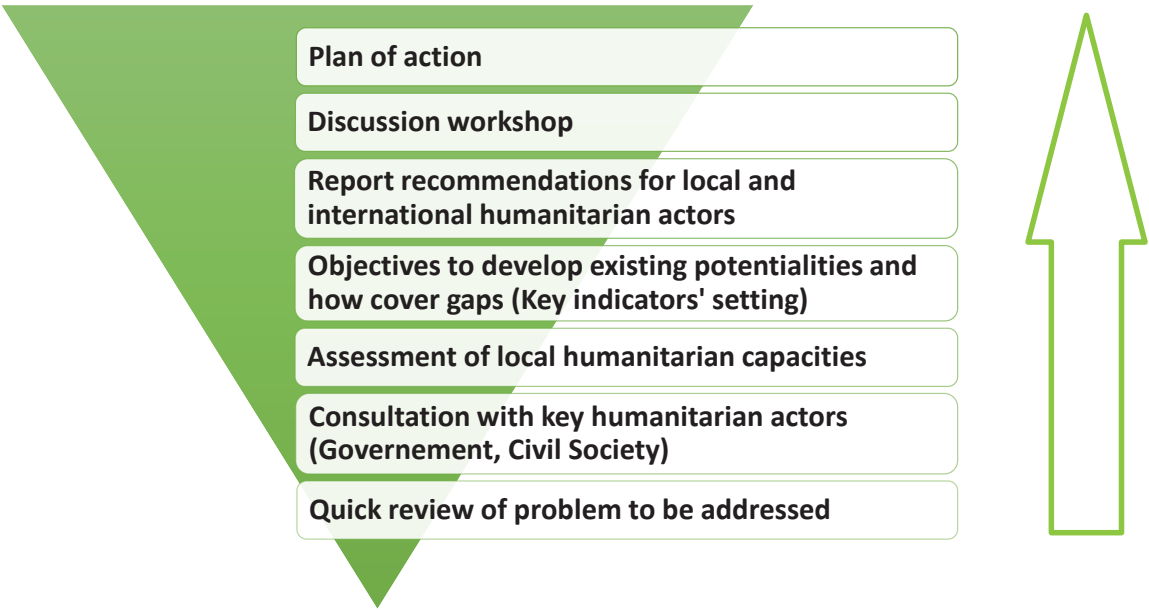 Plan of action
Discussion workshop
Report recommendations for local and
international humanitarian actors
Objectives to develop existing potentialities and
how cover gaps (Key indicators' setting)
Assessment of local humanitarian capacities
Consultation with key humanitarian actors
(Governement, Civil Society)
Quick review of problem to be addressed